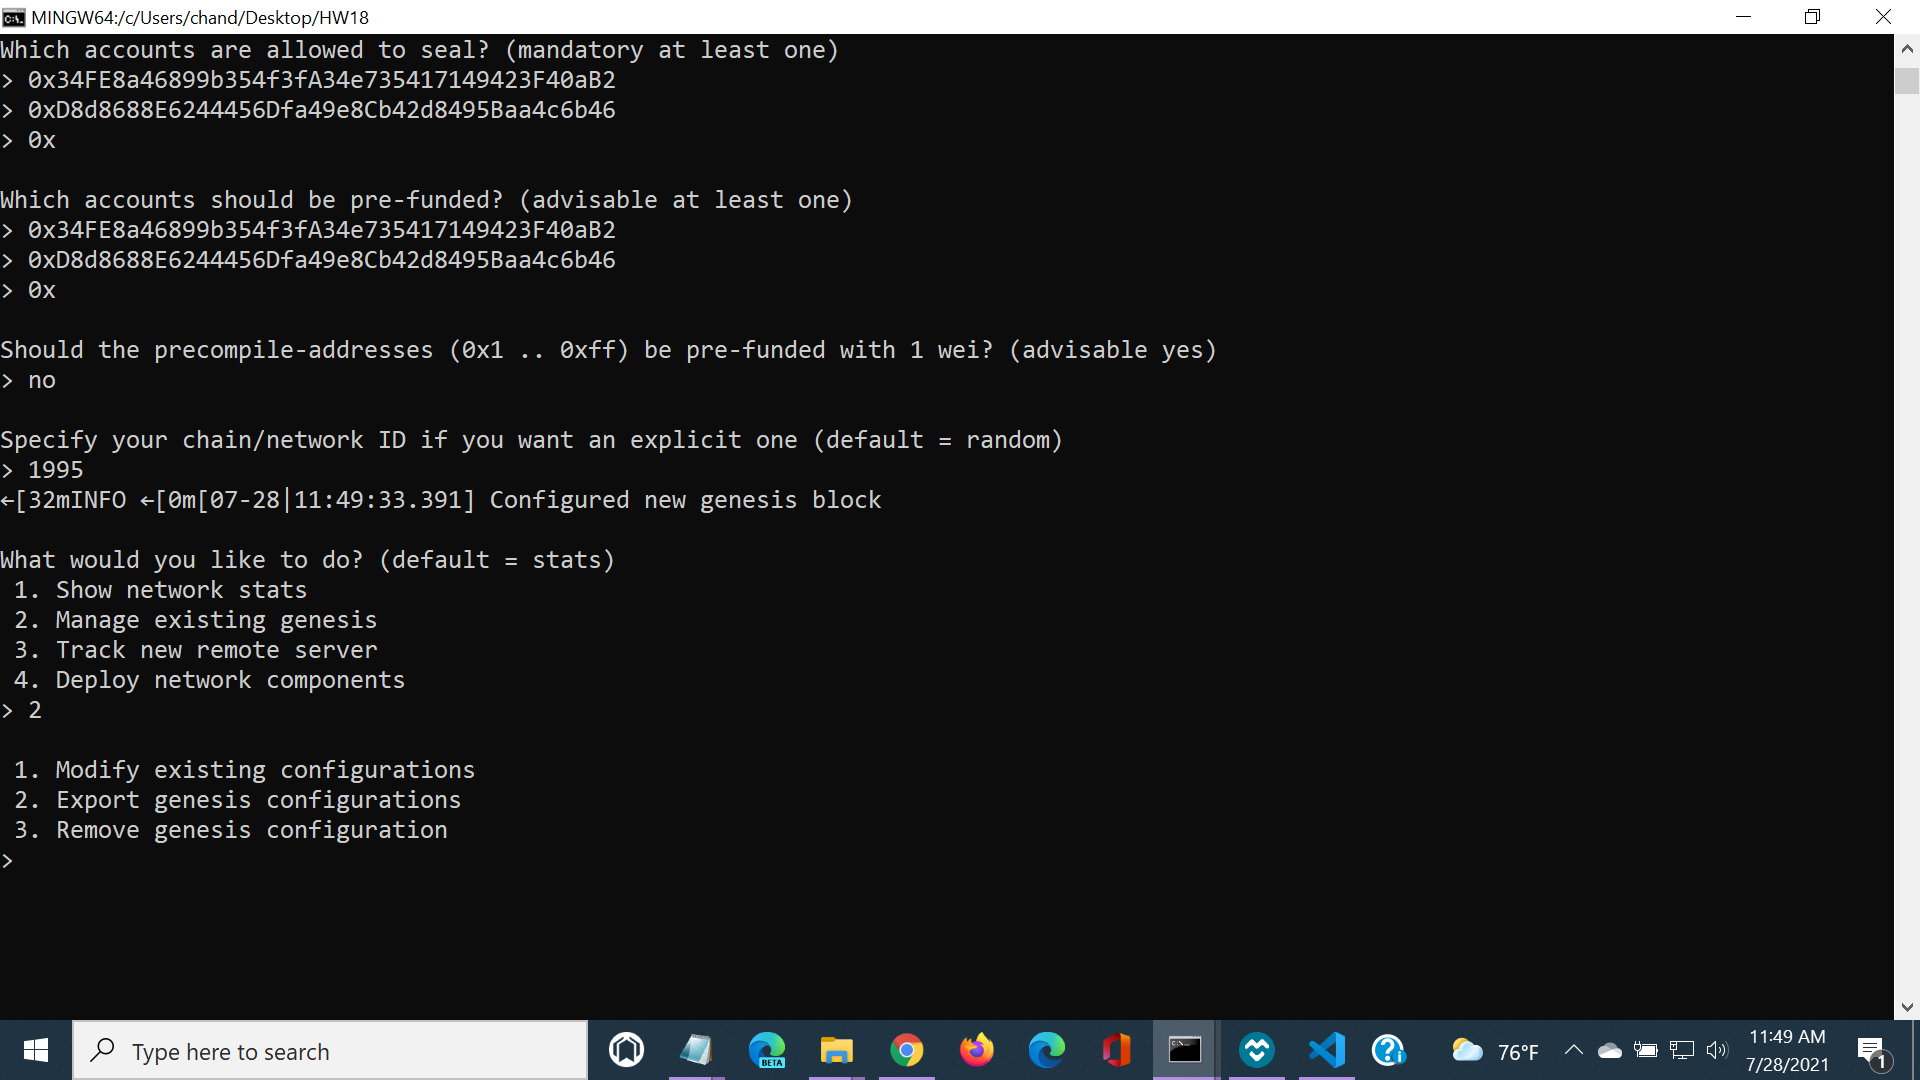 MINGW64:/c/Users/chand/Desktop/HW18
Which accounts are allowed to seal? (mandatory at least one)
> 0x34FE8a46899b354f3fA34e735417149423F40aB2
> 0xD8d8688E6244456Dfa49e8Cb42d8495Baa4c6b46
> 0x
Which accounts should be pre-funded? (advisable at least one)
> 0x34FE8a46899b354f3fA34e735417149423F40aB2
> 0xD8d8688E6244456Dfa49e8Cb42d8495Baa4c6b46
> 0x
Should the precompile-addresses (0x1 .. 0xff) be pre-funded with 1 wei? (advisable yes)
> no
Specify your chain/network ID if you want an explicit one (default = random)
> 1995
←[32mINFO ←[0m[07-28|11:49:33.391] Configured new genesis block
What would you like to do? (default = stats)
1. Show network stats
2. Manage existing genesis
3. Track new remote server
4. Deploy network components
> 2
1. Modify existing configurations
2. Export genesis configurations
3. Remove genesis configuration
>
Type here to search
BETA
76°F
11:49 AM
7/28/2021
1